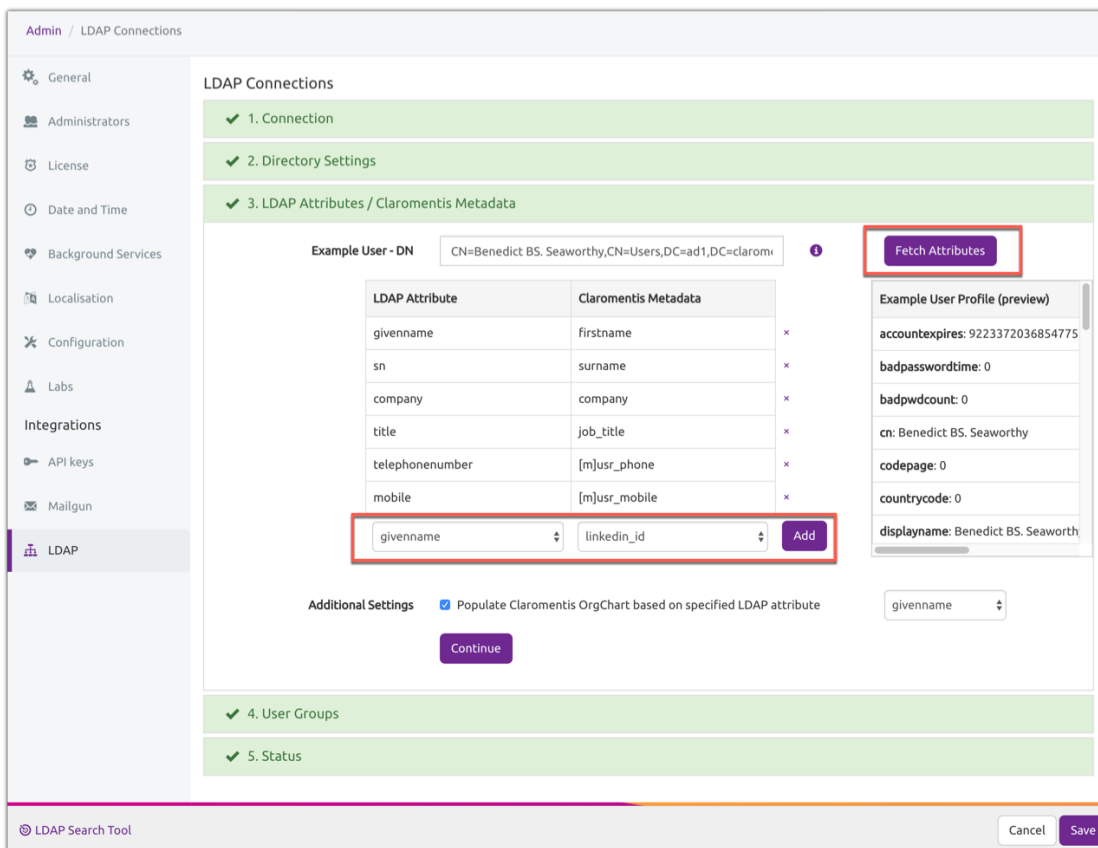 Admin / LDAP Connections
General
Administrators
License
Date and Time
Background Services
Localisation
Configuration
Labs
Integrations
API keys
Mailgun
LDAP
LDAP Connections
1. Connection
2. Directory Settings
3. LDAP Attributes / Claromentis Metadata
Example User - DN CN=Benedict BS. Seaworthy,CN=Users,DC=ad1,DC=clarome Fetch Attributes
LDAP Attribute Claromentis Metadata
givenname firstname ×
sn surname ×
company company ×
title job_title ×
telephonenumber [m]usr_phone ×
mobile [m]usr_mobile ×
givenname linkedin_id Add
Example User Profile (preview)
accountexpires: 9223372036854775
badpasswordtime: 0
badpwdcount: 0
cn: Benedict BS. Seaworthy
codepage: 0
countrycode: 0
displayname: Benedict BS. Seaworth
Additional Settings Populate Claromentis OrgChart based on specified LDAP attribute givenname
Continue
4. User Groups
5. Status
LDAP Search Tool Cancel Save